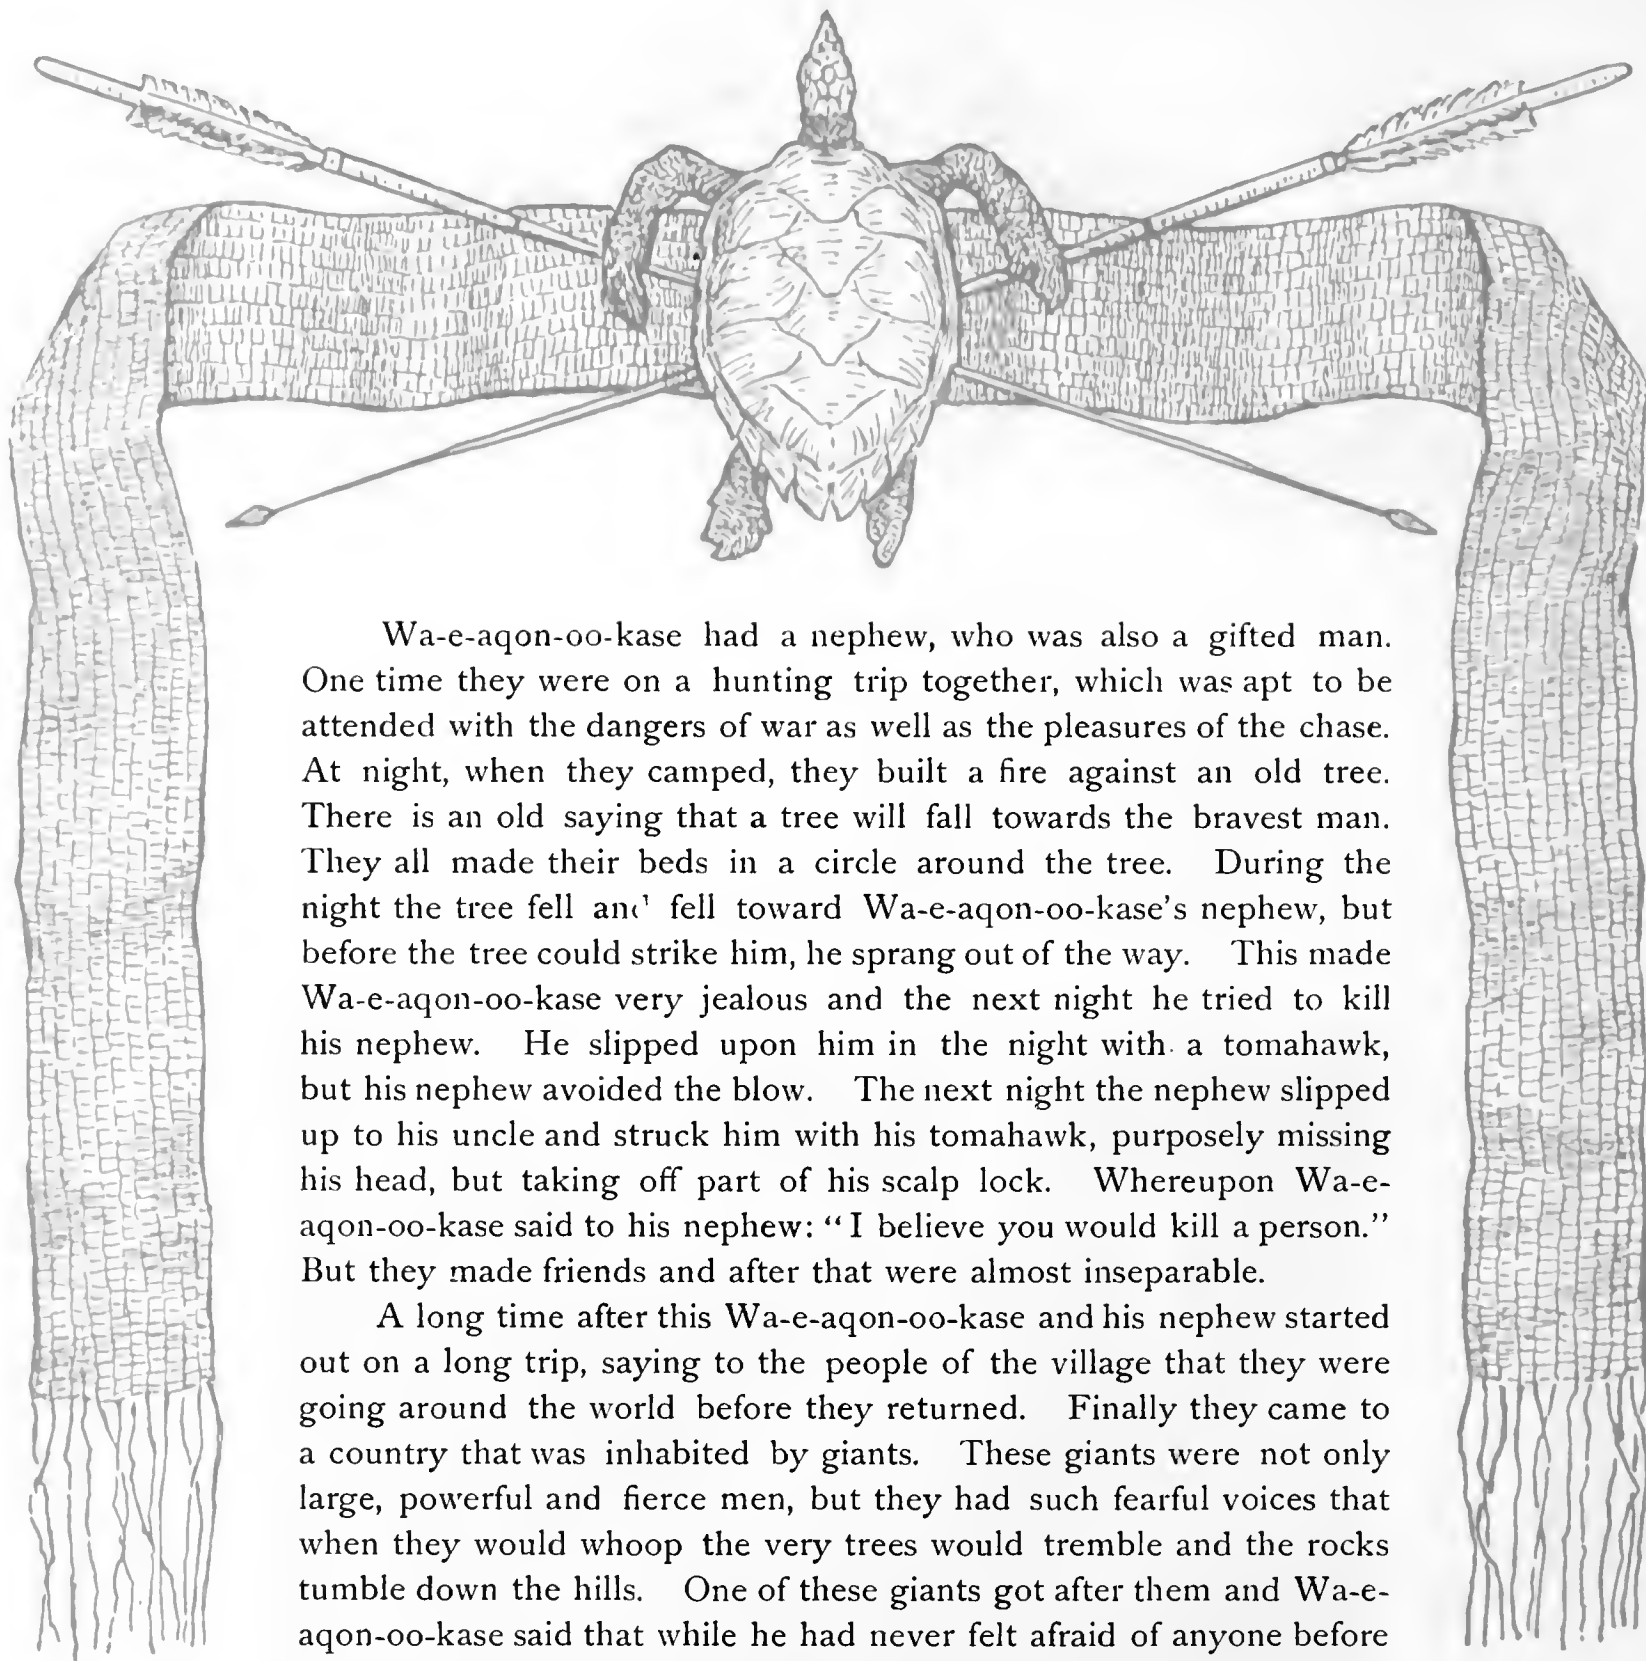 Wa-e-aqon-oo-kase had a nephew, who was also a gifted man.
One time they were on a hunting trip together, which was apt to be
attended with the dangers of war as well as the pleasures of the chase.
At night, when they camped, they built a fire against an old tree.
There is an old saying that a tree will fall towards the bravest man.
They all made their beds in a circle around the tree. During the
night the tree fell and fell toward Wa-e-aqon-oo-kase's nephew, but
before the tree could strike him, he sprang out of the way. This made
Wa-e-aqon-oo-kase very jealous and the next night he tried to kill
his nephew. He slipped upon him in the night with a tomahawk,
but his nephew avoided the blow. The next night the nephew slipped
up to his uncle and struck him with his tomahawk, purposely missing
his head, but taking off part of his scalp lock. Whereupon Wa-e-
aqon-oo-kase said to his nephew: “I believe you would kill a person.”
But they made friends and after that were almost inseparable.
A long time after this Wa-e-aqon-oo-kase and his nephew started
out on a long trip, saying to the people of the village that they were
going around the world before they returned. Finally they came to
a country that was inhabited by giants. These giants were not only
large, powerful and fierce men, but they had such fearful voices that
when they would whoop the very trees would tremble and the rocks
tumble down the hills. One of these giants got after them and Wa-e-
aqon-oo-kase said that while he had never felt afraid of anyone before